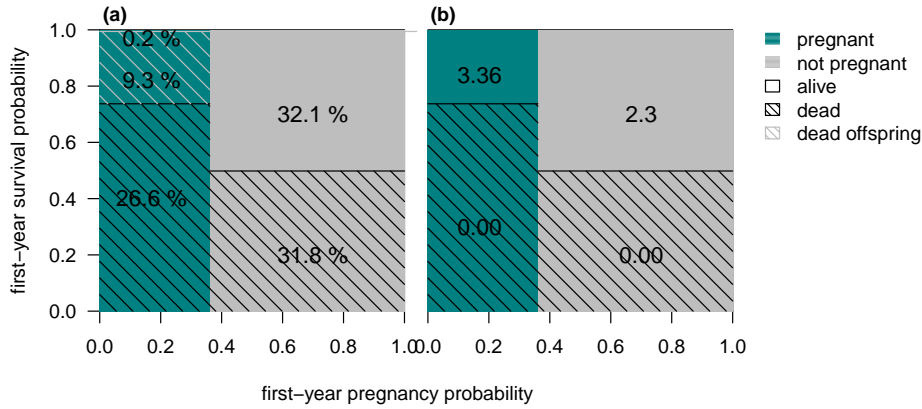 (a)
(b)
first−year survival probability
1.0
0.8
0.6
0.4
0.2
0.0
0.2 %
9.3 %
32.1 %
26.6 %
31.8 %
3.36
2.3
0.00
0.00
0.0 0.2 0.4 0.6 0.8 1.0
0.0 0.2 0.4 0.6 0.8 1.0
first−year pregnancy probability
pregnant
not pregnant
alive
dead
dead offspring